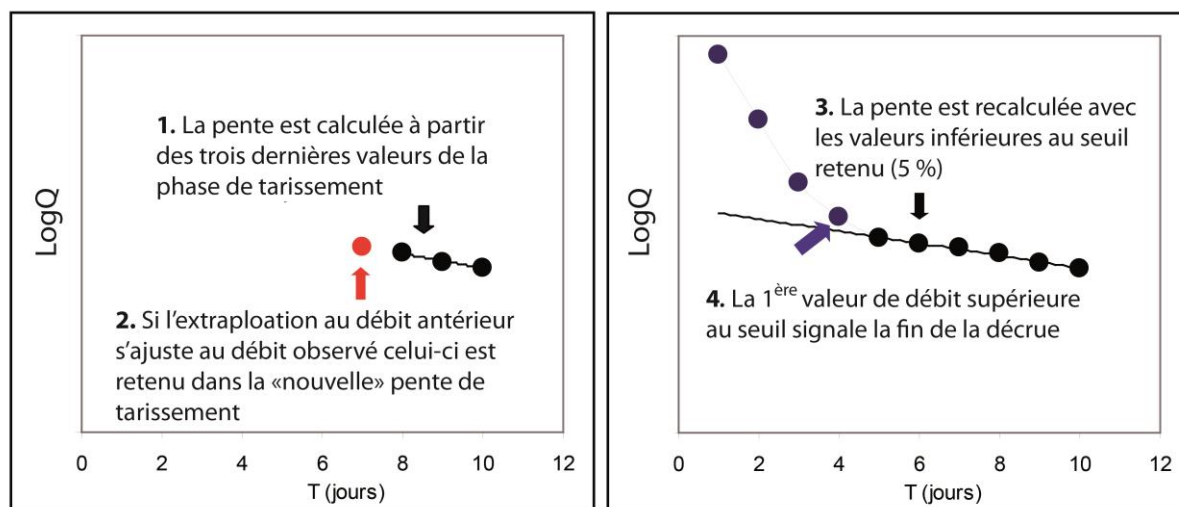 1. La pente est calculée à partir
des trois dernières valeurs de la
phase de tarissement
LogQ
2. Si l’extraploation au débit antérieur
s’ajuste au débit observé celui-ci est
retenu dans la «nouvelle» pente de
tarissement
0 2 4 6 8 10 12
T (jours)
3. La pente est recalculée avec
les valeurs inférieures au seuil
retenu (5 %)
LogQ
4. La 1ère valeur de débit supérieure
au seuil signale la fin de la décrue
0 2 4 6 8 10 12
T (jours)